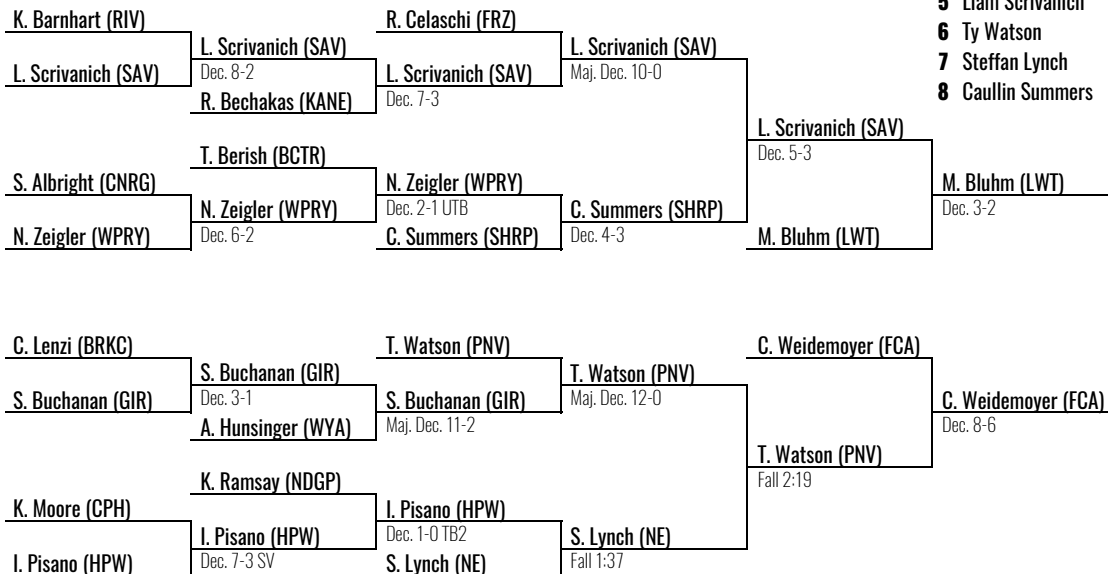 5 Liam Scrivanich
6 Ty Watson
7 Steffan Lynch
8 Caullin Summers
K. Barnhart (RIV)
L. Scrivanich (SAV)
L. Scrivanich (SAV)
Dec. 8-2
R. Bechakas (KANE)
R. Celaschi (FRZ)
L. Scrivanich (SAV)
Dec. 7-3
L. Scrivanich (SAV)
Maj. Dec. 10-0
T. Berish (BCTR)
S. Albright (CNRG)
N. Zeigler (WPRY)
N. Zeigler (WPRY)
Dec. 6-2
N. Zeigler (WPRY)
Dec. 2-1 UTB
C. Summers (SHRP)
C. Summers (SHRP)
Dec. 4-3
L. Scrivanich (SAV)
Dec. 5-3
M. Bluhm (LWT)
M. Bluhm (LWT)
Dec. 3-2
C. Lenzi (BRKC)
S. Buchanan (GIR)
S. Buchanan (GIR)
Dec. 3-1
A. Hunsinger (WYA)
T. Watson (PNV)
S. Buchanan (GIR)
Maj. Dec. 11-2
T. Watson (PNV)
Maj. Dec. 12-0
K. Ramsay (NDGP)
K. Moore (CPH)
I. Pisano (HPW)
I. Pisano (HPW)
Dec. 7-3 SV
I. Pisano (HPW)
Dec. 1-0 TB2
S. Lynch (NE)
S. Lynch (NE)
Fall 1:37
C. Weidemoyer (FCA)
T. Watson (PNV)
Fall 2:19
C. Weidemoyer (FCA)
Dec. 8-6